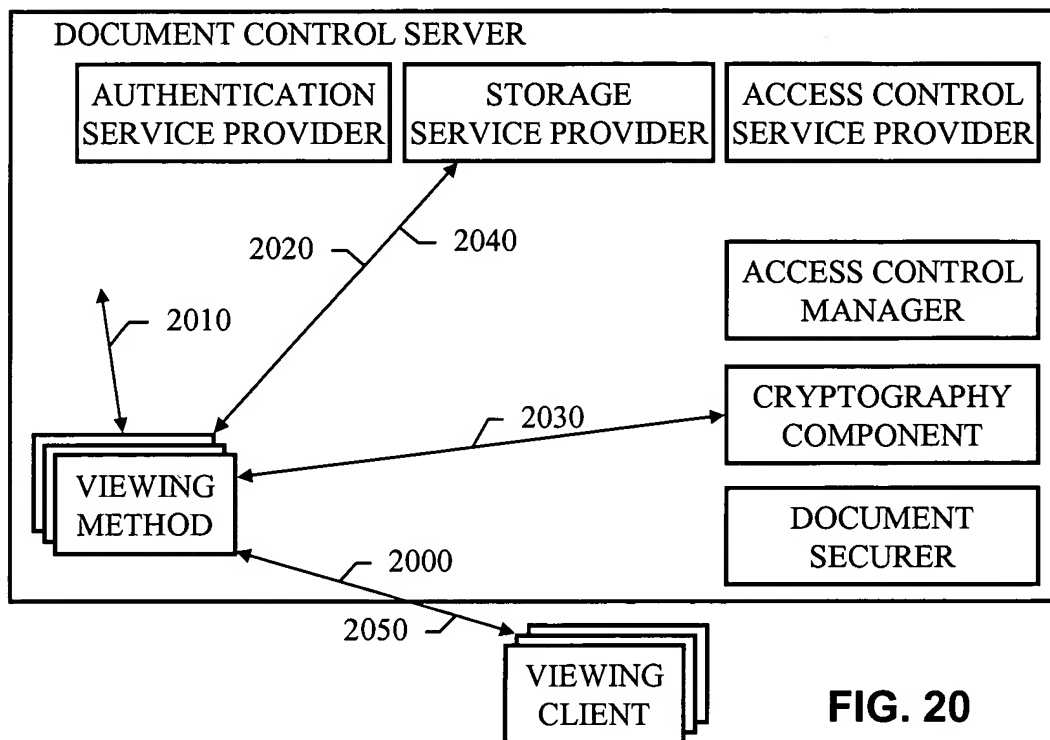 DOCUMENT CONTROL SERVER
AUTHENTICATION
SERVICE PROVIDER
STORAGE
SERVICE PROVIDER
ACCESS CONTROL
SERVICE PROVIDER
2020
2040
ACCESS CONTROL
MANAGER
2010
2030
CRYPTOGRAPHY
COMPONENT
VIEWING
METHOD
DOCUMENT
SECURER
2000
2050
VIEWING
CLIENT
FIG. 20